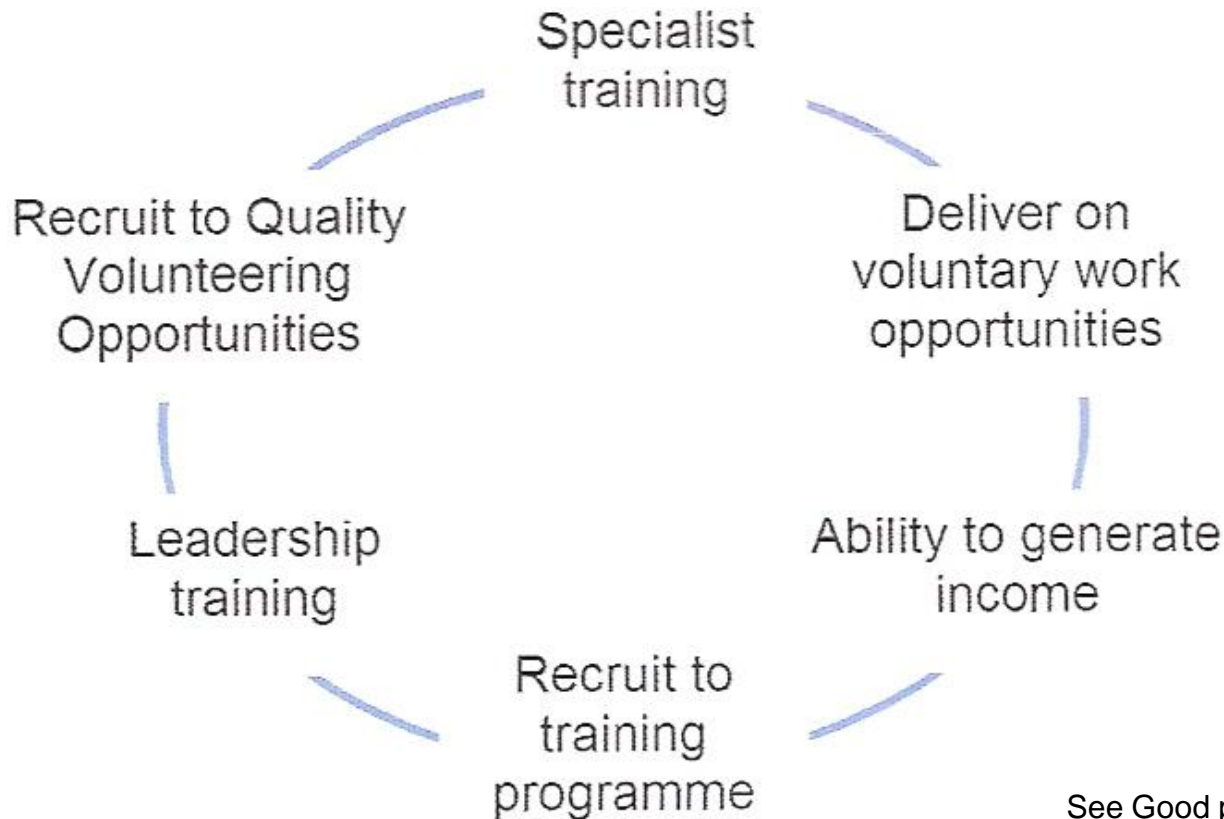 Specialist
training
Deliver on
voluntary work
opportunities
Ability to generate
income
Recruit to
training
programme
Leadership
training
Recruit to Quality
Volunteering
Opportunities
See Good